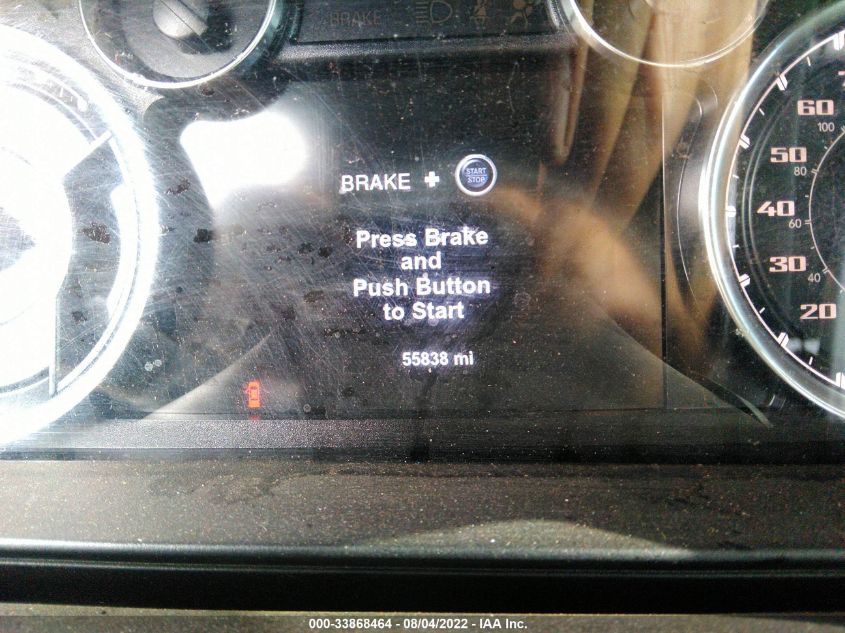 BRAKE
BRAKE + START STOP
Press Brake
and
Push Button
to Start
55838 mi
60
100
50
80
40
60
30
40
20
000-33868464 - 08/04/2022 - IAA Inc.